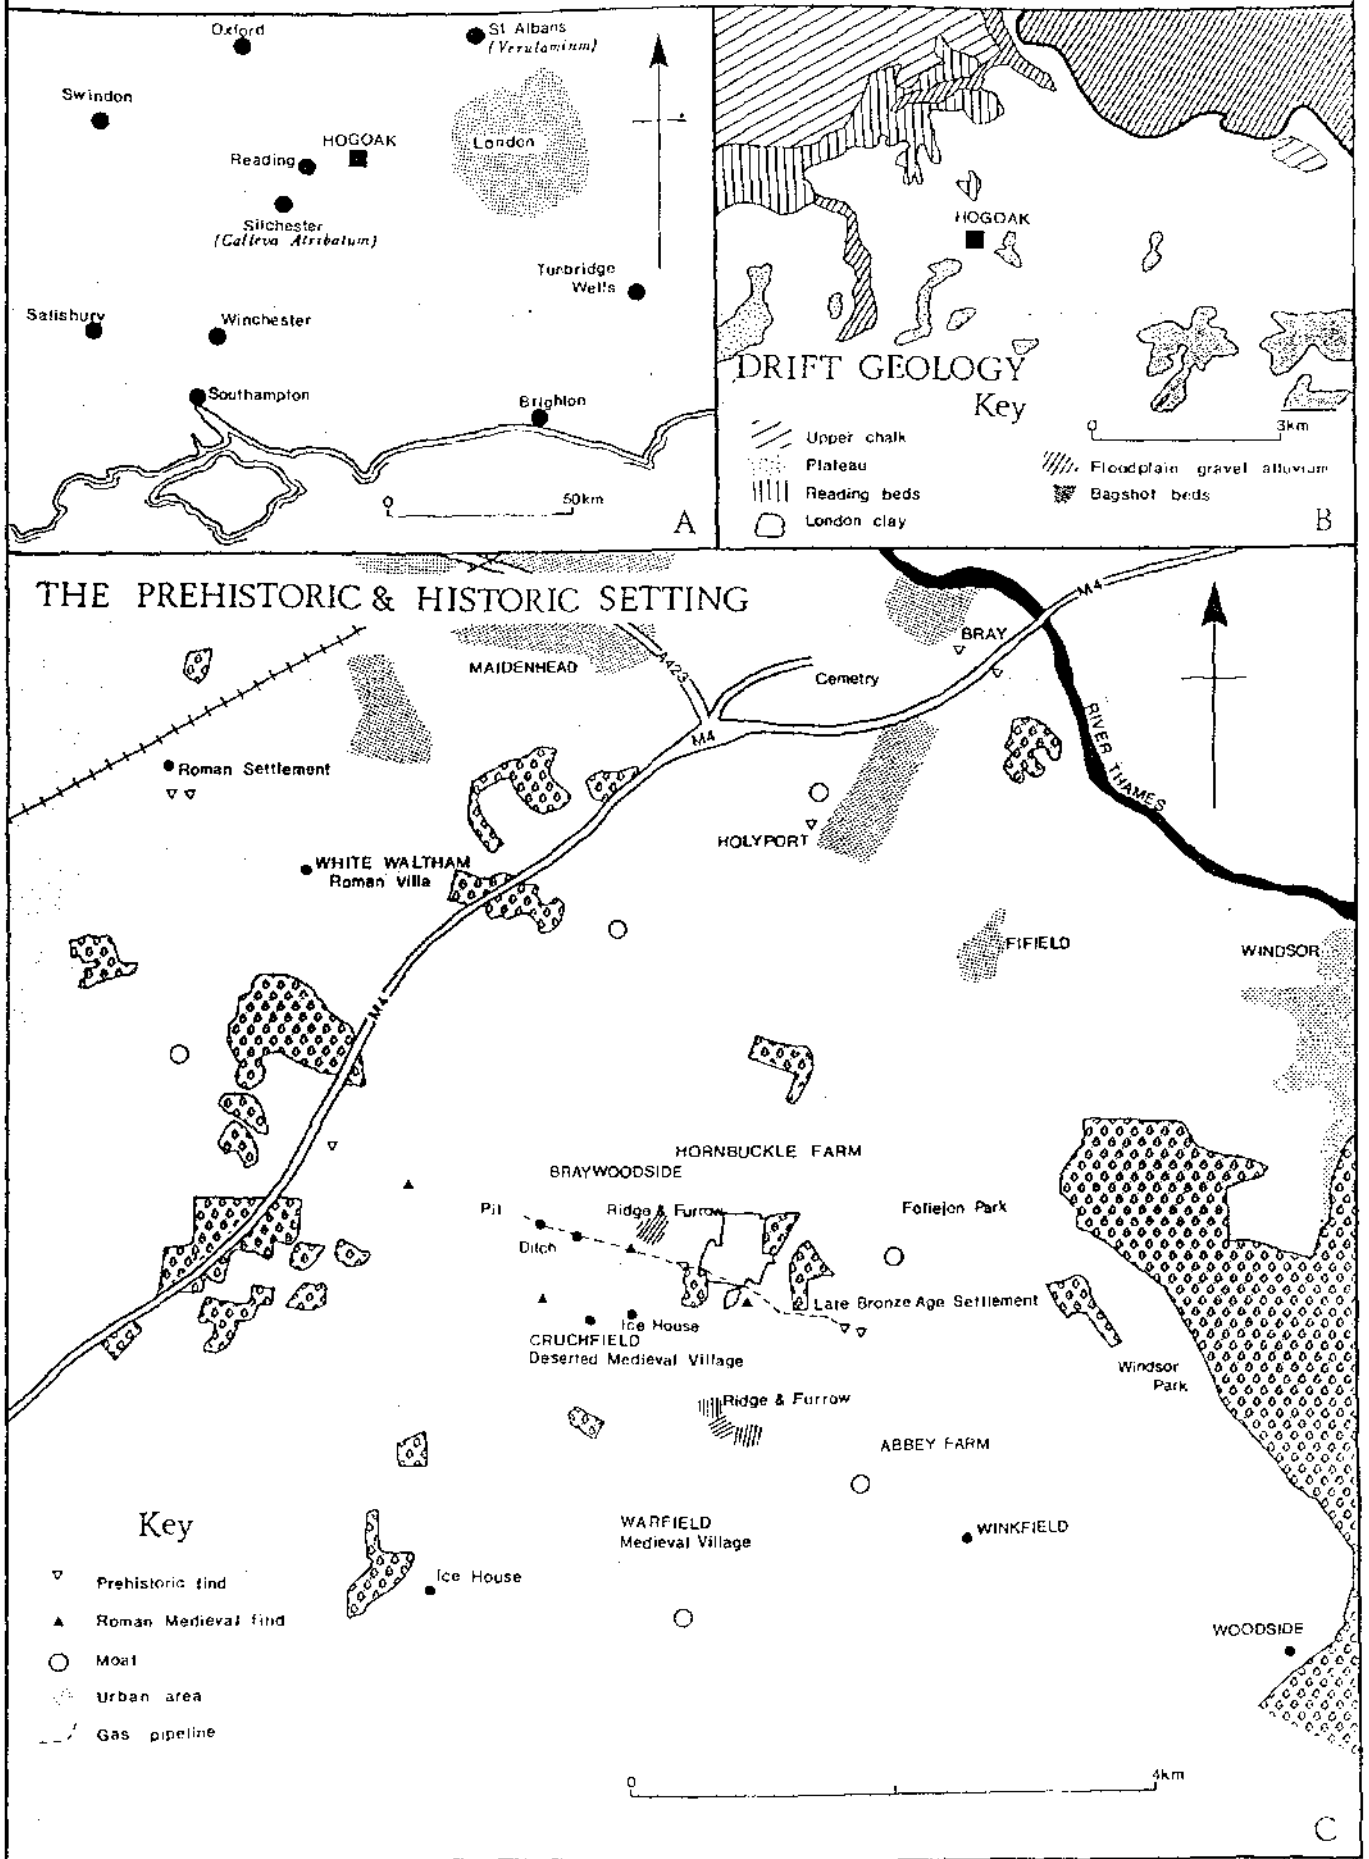 Oxford
St Albans
(Verulamium)
Swindon
HOGOAK
London
Reading
Silchester
(Calleva Atribatum)
Tunbridge
Wells
Salisbury
Winchester
Southampton
Brighton
0 50km
A
HOGOAK
DRIFT GEOLOGY
Key
Upper chalk
Plateau
Reading beds
London clay
0 3km
Floodplain gravel alluvium
Bagshot beds
B
THE PREHISTORIC & HISTORIC SETTING
MAIDENHEAD
A423
Cemetry
BRAY
M4
M4
RIVER THAMES
Roman Settlement
HOLYPORT
WHITE WALTHAM
Roman Villa
FIFIELD
WINDSOR
M4
HORNBUCKLE FARM
BRAYWOODSIDE
Pit
Ridge & Furrow
Foliejon Park
Ditch
Late Bronze Age Settlement
Ice House
CRUCHFIELD
Deserted Medieval Village
Windsor
Park
Ridge & Furrow
ABBEY FARM
WARFIELD
Medieval Village
WINKFIELD
Ice House
WOODSIDE
Key
Prehistoric find
Roman Medieval find
Moat
Urban area
Gas pipeline
0 4km
C